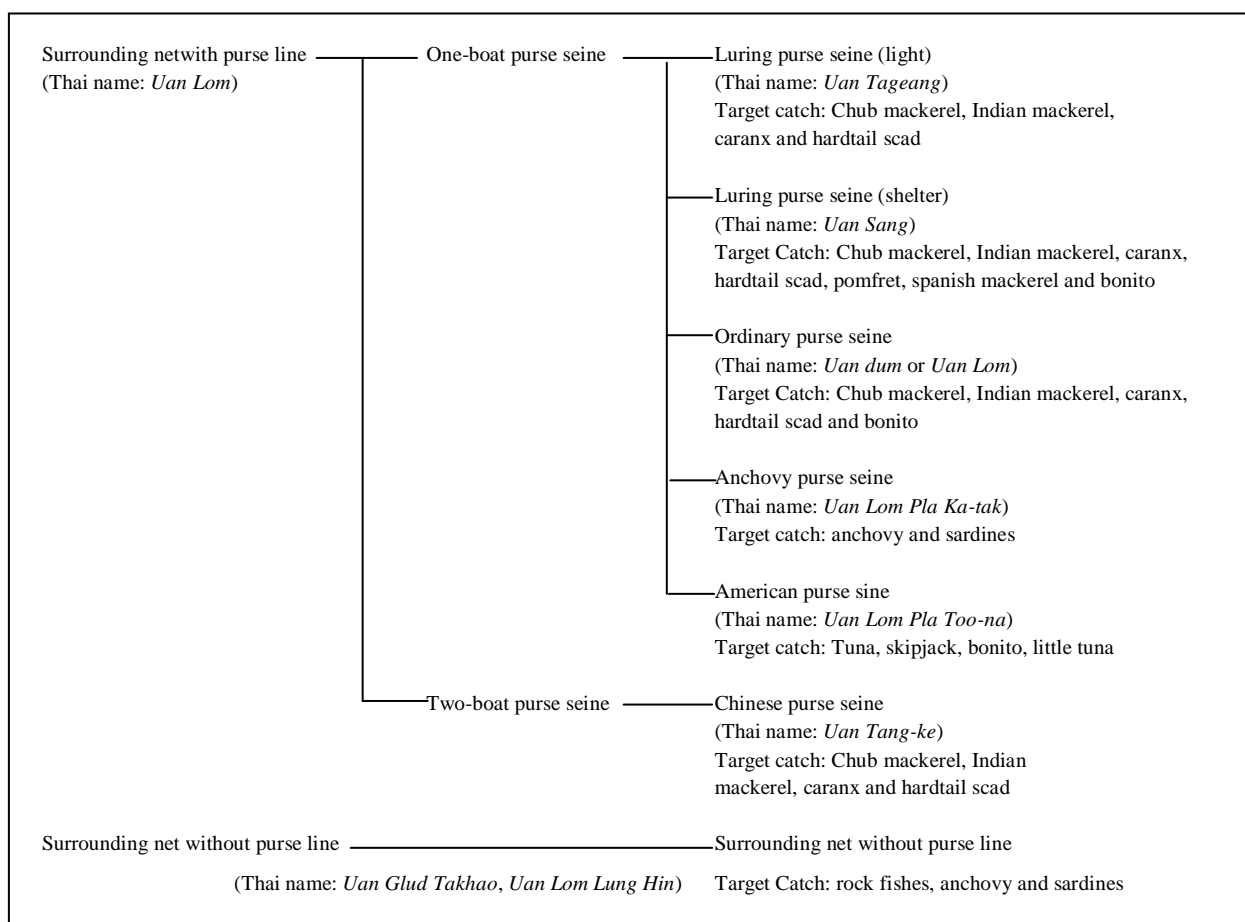 Surrounding netwith purse line
(Thai name: Uan Lom)
One-boat purse seine
Luring purse seine (light)
(Thai name: Uan Tageang)
Target catch: Chub mackerel, Indian mackerel,
caranx and hardtail scad
Luring purse seine (shelter)
(Thai name: Uan Sang)
Target Catch: Chub mackerel, Indian mackerel, caranx,
hardtail scad, pomfret, spanish mackerel and bonito
Ordinary purse seine
(Thai name: Uan dum or Uan Lom)
Target Catch: Chub mackerel, Indian mackerel, caranx,
hardtail scad and bonito
Anchovy purse seine
(Thai name: Uan Lom Pla Ka-tak)
Target catch: anchovy and sardines
American purse sine
(Thai name: Uan Lom Pla Too-na)
Target catch: Tuna, skipjack, bonito, little tuna
Two-boat purse seine
Chinese purse seine
(Thai name: Uan Tang-ke)
Target catch: Chub mackerel, Indian
mackerel, caranx and hardtail scad
Surrounding net without purse line
(Thai name: Uan Glud Takhao, Uan Lom Lung Hin)
Surrounding net without purse line
Target Catch: rock fishes, anchovy and sardines